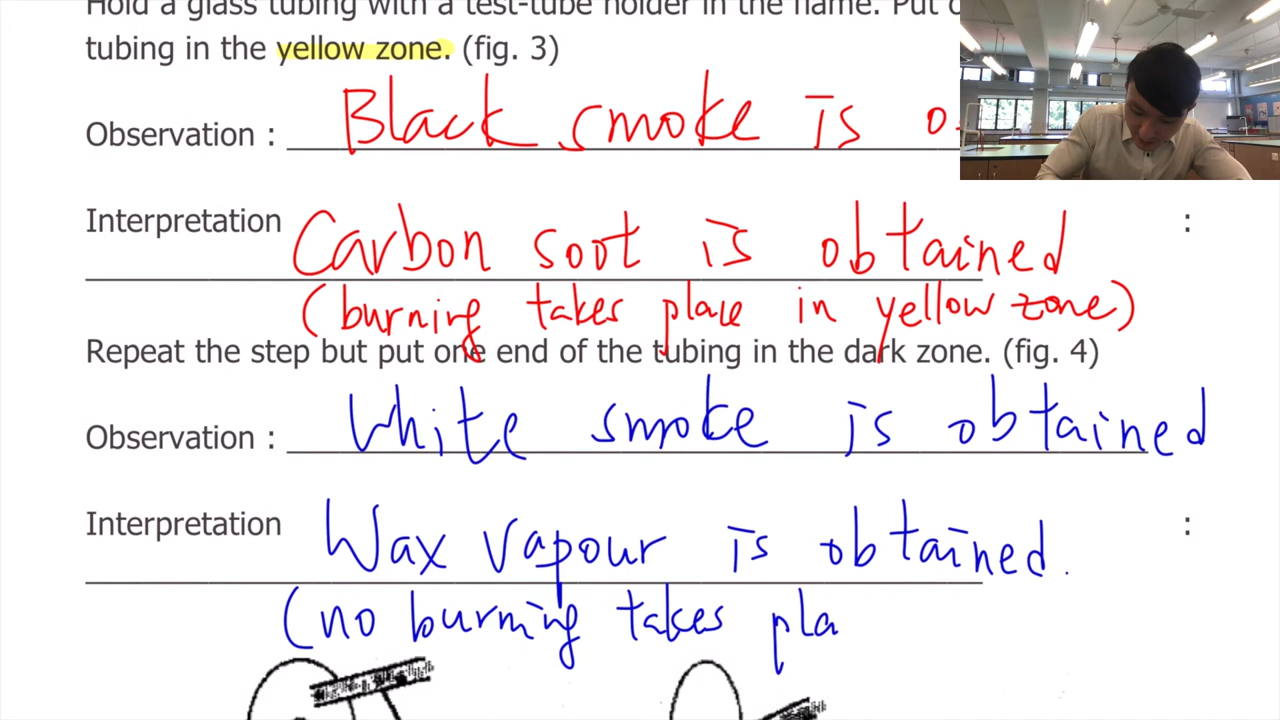 Hold a glass tubing with a test-tube holder in the flame. Put
tubing in the yellow zone. (fig. 3)
Observation : Black smoke is
Interpretation Carbon soot is obtained :
(burning takes place in yellow zone)
Repeat the step but put one end of the tubing in the dark zone. (fig. 4)
Observation : White smoke is obtained
Interpretation Wax vapour is obtained. :
(no burning takes pla